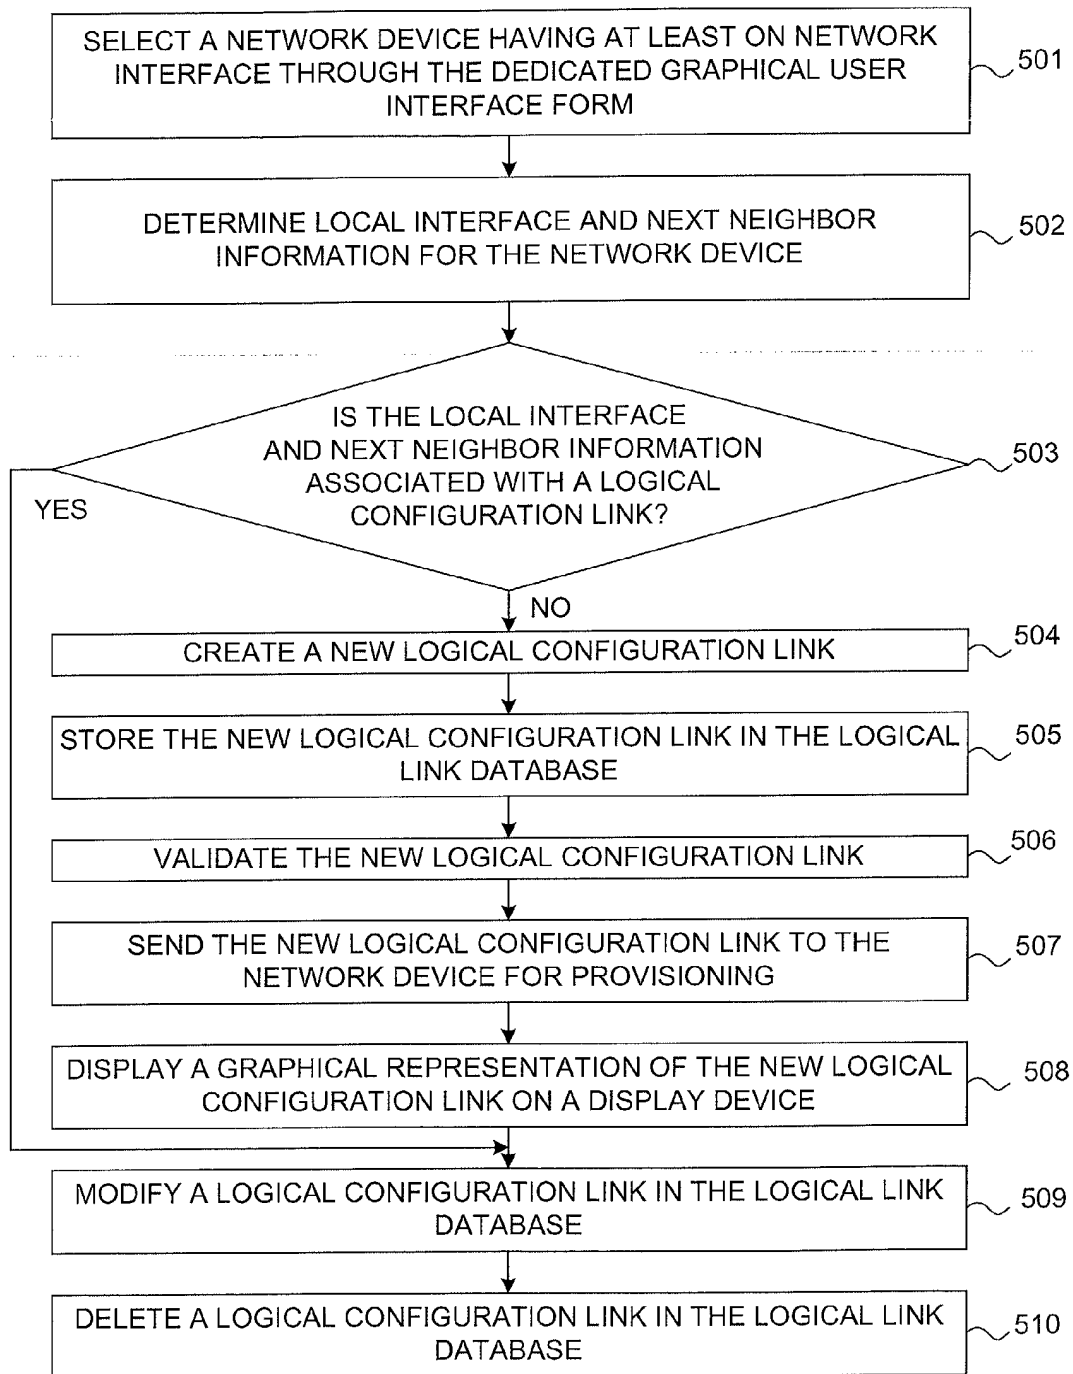 SELECT A NETWORK DEVICE HAVING AT LEAST ON NETWORK
INTERFACE THROUGH THE DEDICATED GRAPHICAL USER
INTERFACE FORM
501
DETERMINE LOCAL INTERFACE AND NEXT NEIGHBOR
INFORMATION FOR THE NETWORK DEVICE
502
IS THE LOCAL INTERFACE
AND NEXT NEIGHBOR INFORMATION
ASSOCIATED WITH A LOGICAL
CONFIGURATION LINK?
503
YES
NO
CREATE A NEW LOGICAL CONFIGURATION LINK
504
STORE THE NEW LOGICAL CONFIGURATION LINK IN THE LOGICAL
LINK DATABASE
505
VALIDATE THE NEW LOGICAL CONFIGURATION LINK
506
SEND THE NEW LOGICAL CONFIGURATION LINK TO THE
NETWORK DEVICE FOR PROVISIONING
507
DISPLAY A GRAPHICAL REPRESENTATION OF THE NEW LOGICAL
CONFIGURATION LINK ON A DISPLAY DEVICE
508
MODIFY A LOGICAL CONFIGURATION LINK IN THE LOGICAL LINK
DATABASE
509
DELETE A LOGICAL CONFIGURATION LINK IN THE LOGICAL LINK
DATABASE
510